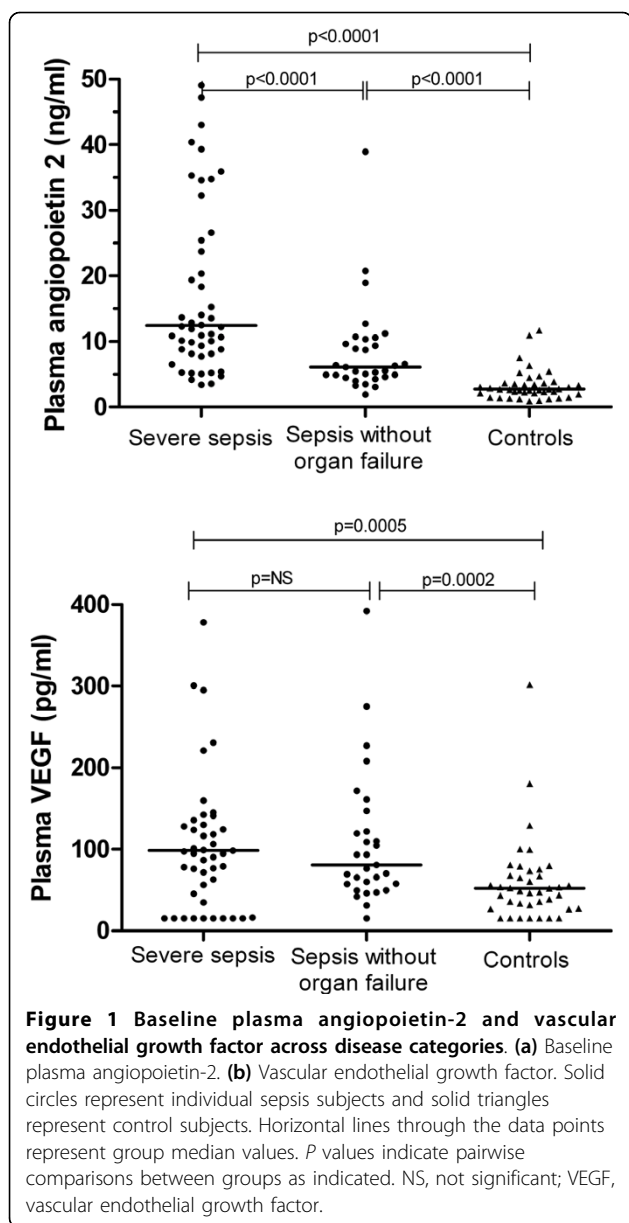 p<0.0001
p<0.0001 p<0.0001
Plasma angiopoietin 2 (ng/ml)
50
40
30
20
10
0
Severe sepsis Sepsis without organ failure Controls
p=0.0005
p=NS p=0.0002
Plasma VEGF (pg/ml)
400
300
200
100
0
Severe sepsis Sepsis without organ failure Controls
Figure 1 Baseline plasma angiopoietin-2 and vascular
endothelial growth factor across disease categories. (a) Baseline
plasma angiopoietin-2. (b) Vascular endothelial growth factor. Solid
circles represent individual sepsis subjects and solid triangles
represent control subjects. Horizontal lines through the data points
represent group median values. P values indicate pairwise
comparisons between groups as indicated. NS, not significant; VEGF,
vascular endothelial growth factor.